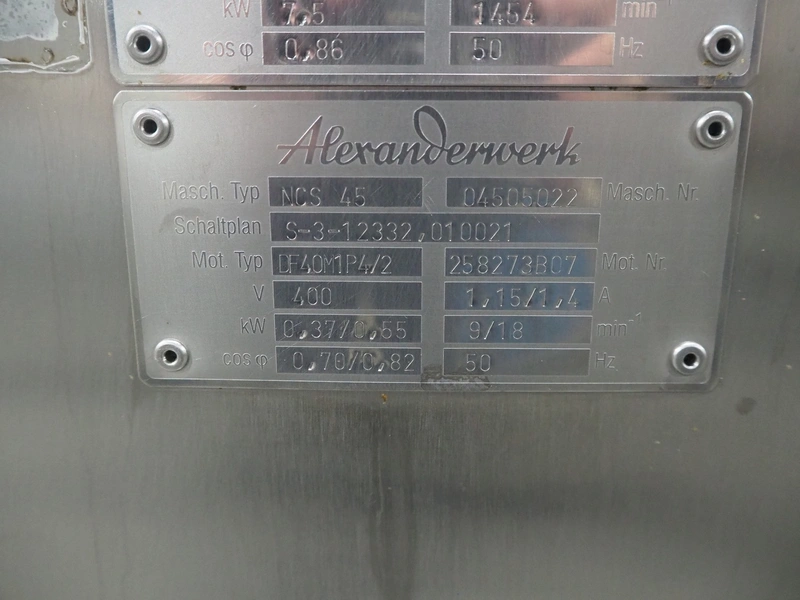 kW 7,5 1454 min⁻¹
cos φ 0,86 50 Hz
Alexanderwerk
Masch. Typ NCS 45 04505022 Masch. Nr.
Schaltplan S-3-12332,010021
Mot. Typ DF40M1P4/2 258273B07 Mot. Nr.
V 400 1,15/1,4 A
kW 0,37/0,55 9/18 min⁻¹
cos φ 0,70/0,82 50 Hz